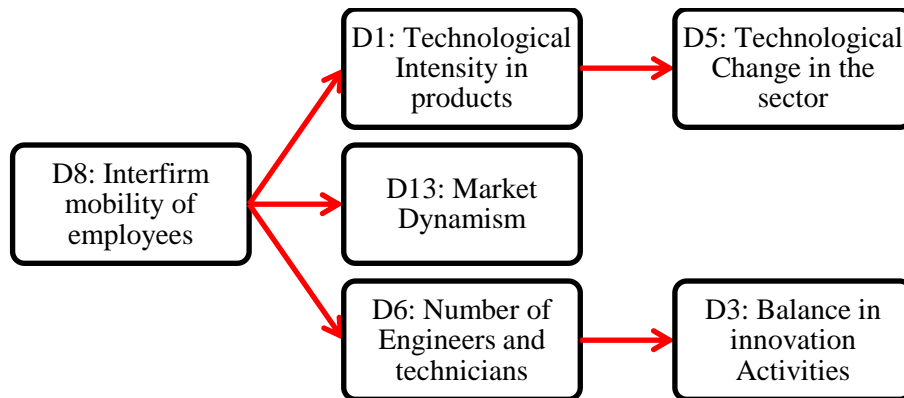 D1: Technological
Intensity in
products
D5: Technological
Change in the
sector
D8: Interfirm
mobility of
employees
D13: Market
Dynamism
D6: Number of
Engineers and
technicians
D3: Balance in
innovation
Activities